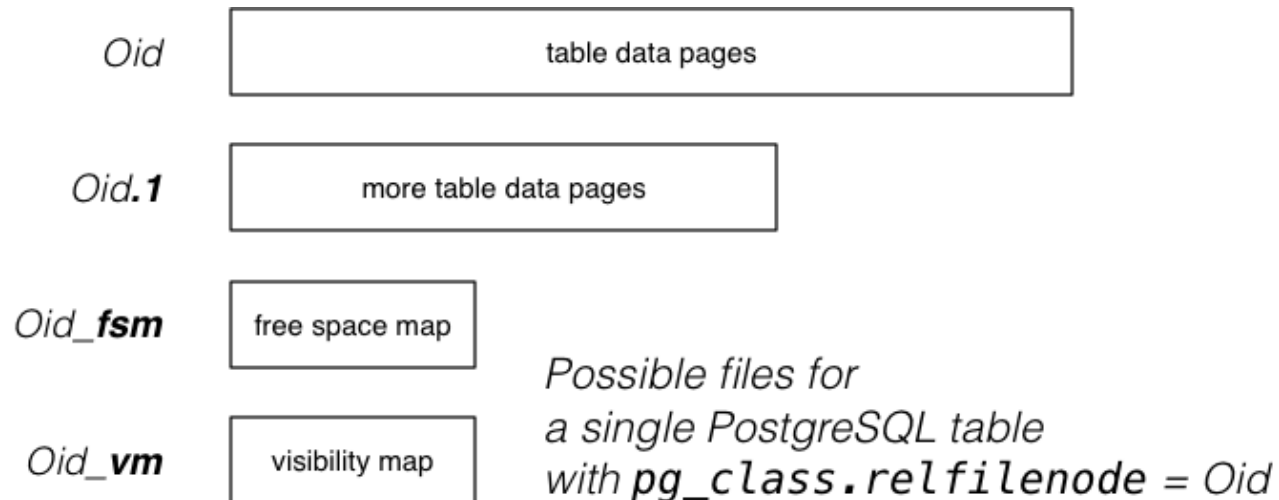 Oid
table data pages
Oid.1
more table data pages
Oid_fsm
free space map
Oid_vm
visibility map
Possible files for
a single PostgreSQL table
with pg_class.relfilenode = Oid